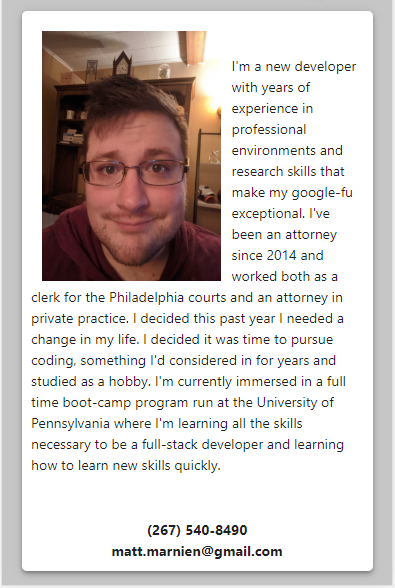 I'm a new developer
with years of
experience in
professional
environments and
research skills that
make my google-fu
exceptional. I've
been an attorney
since 2014 and
worked both as a
clerk for the Philadelphia courts and an attorney in
private practice. I decided this past year I needed a
change in my life. I decided it was time to pursue
coding, something I'd considered in for years and
studied as a hobby. I'm currently immersed in a full
time boot-camp program run at the University of
Pennsylvania where I'm learning all the skills
necessary to be a full-stack developer and learning
how to learn new skills quickly.
(267) 540-8490
matt.marnien@gmail.com